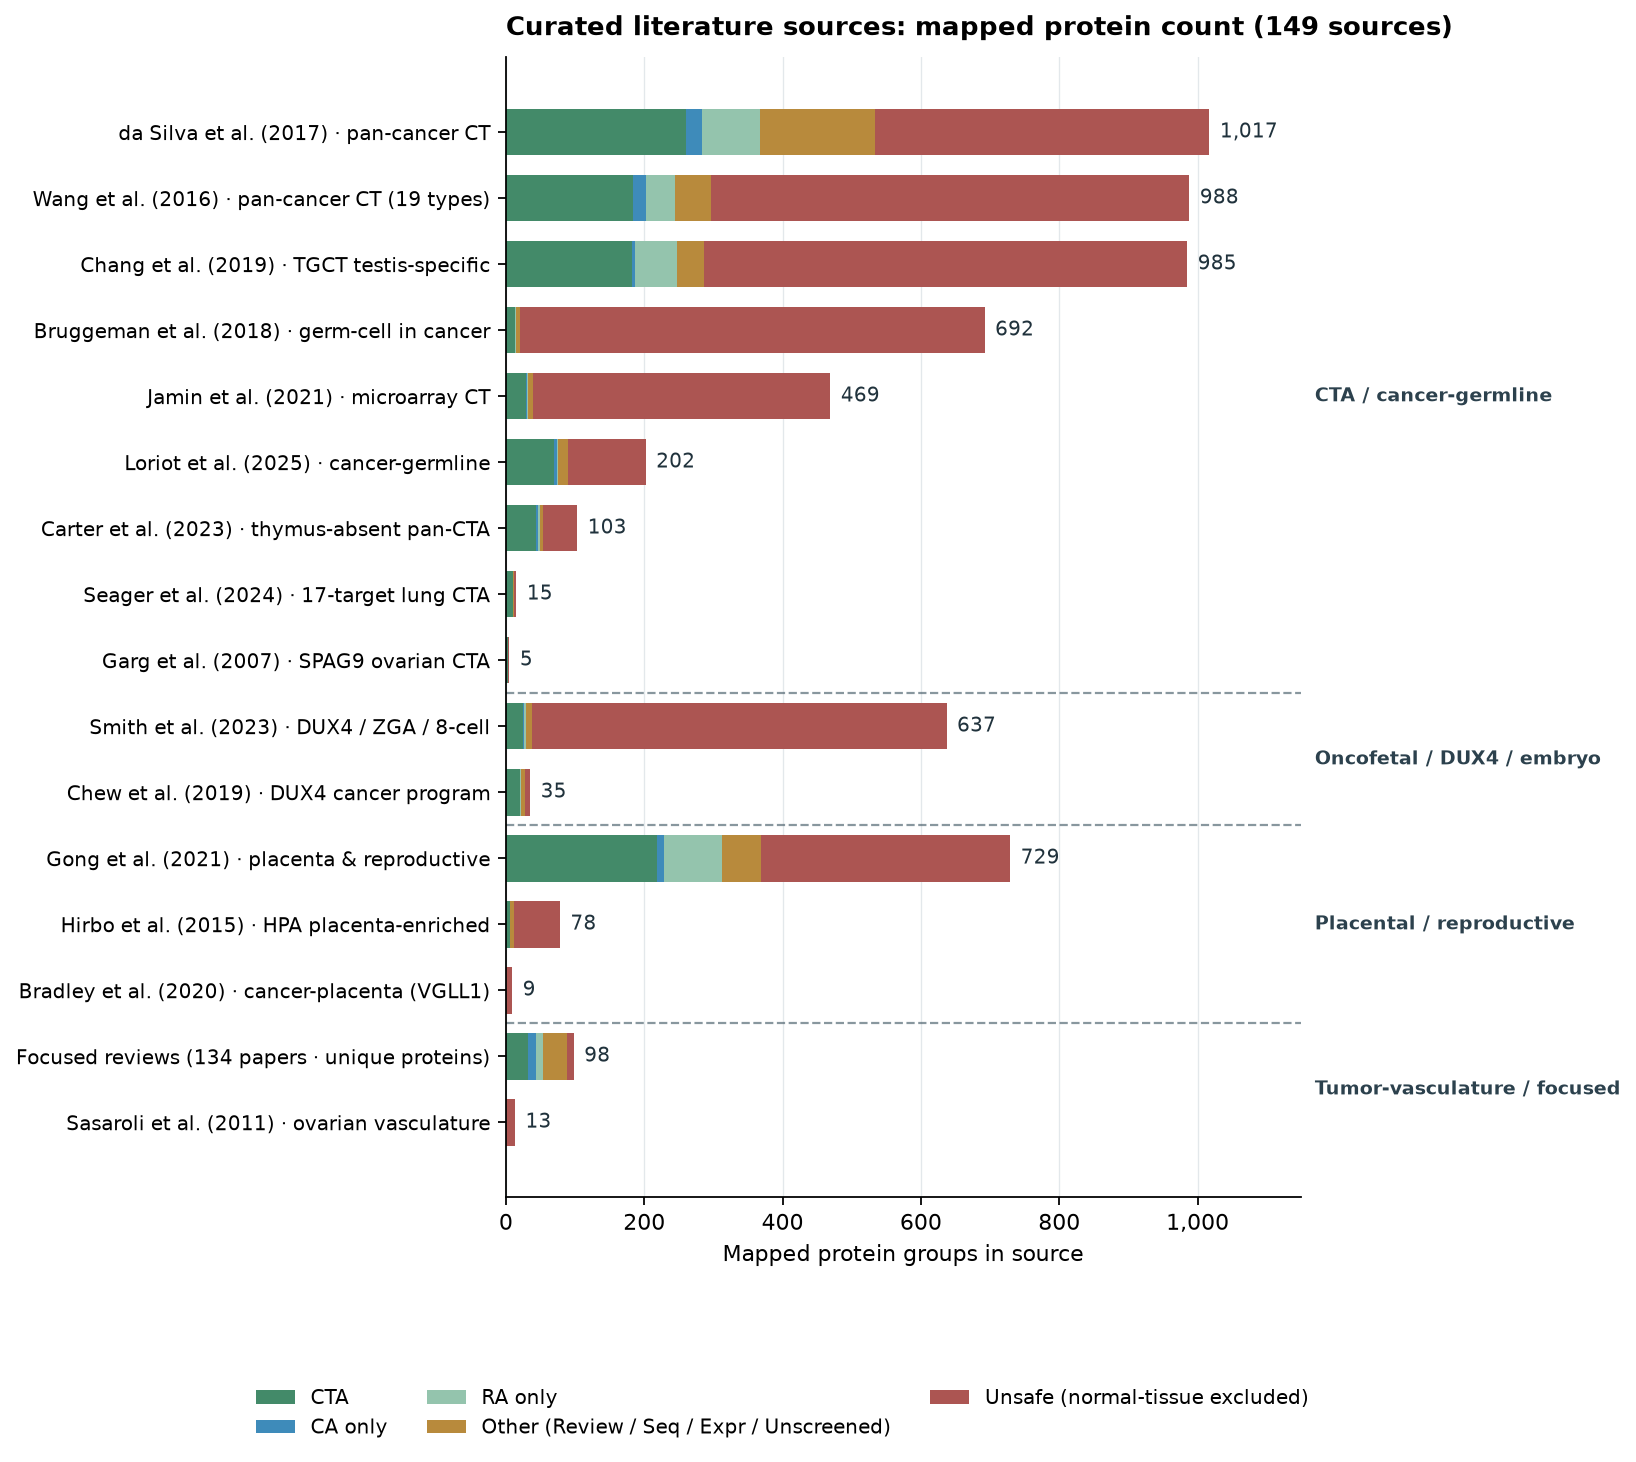 Curated literature sources: mapped protein count (149 sources)
da Silva et al. (2017) · pan-cancer CT
1,017
Wang et al. (2016) · pan-cancer CT (19 types)
988
Chang et al. (2019) · TGCT testis-specific
985
Bruggeman et al. (2018) · germ-cell in cancer
692
Jamin et al. (2021) · microarray CT
469
CTA / cancer-germline
Loriot et al. (2025) · cancer-germline
202
Carter et al. (2023) · thymus-absent pan-CTA
103
Seager et al. (2024) · 17-target lung CTA
15
Garg et al. (2007) · SPAG9 ovarian CTA
5
Smith et al. (2023) · DUX4 / ZGA / 8-cell
637
Oncofetal / DUX4 / embryo
Chew et al. (2019) · DUX4 cancer program
35
Gong et al. (2021) · placenta & reproductive
729
Hirbo et al. (2015) · HPA placenta-enriched
78
Placental / reproductive
Bradley et al. (2020) · cancer-placenta (VGLL1)
9
Focused reviews (134 papers · unique proteins)
98
Tumor-vasculature / focused
Sasaroli et al. (2011) · ovarian vasculature
13
0 200 400 600 800 1,000
Mapped protein groups in source
CTA
CA only
RA only
Other (Review / Seq / Expr / Unscreened)
Unsafe (normal-tissue excluded)